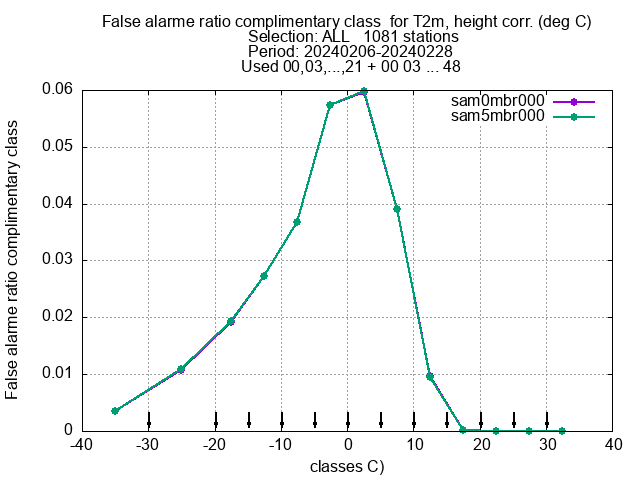 False alarme ratio complimentary class  for T2m, height corr. (deg C)
Selection: ALL   1081 stations
Period: 20240206-20240228
Used 00,03,...,21 + 00 03 ... 48
sam0mbr000
sam5mbr000
False alarme ratio complimentary class
0.06
0.05
0.04
0.03
0.02
0.01
0
-40 -30 -20 -10 0 10 20 30 40
classes C)